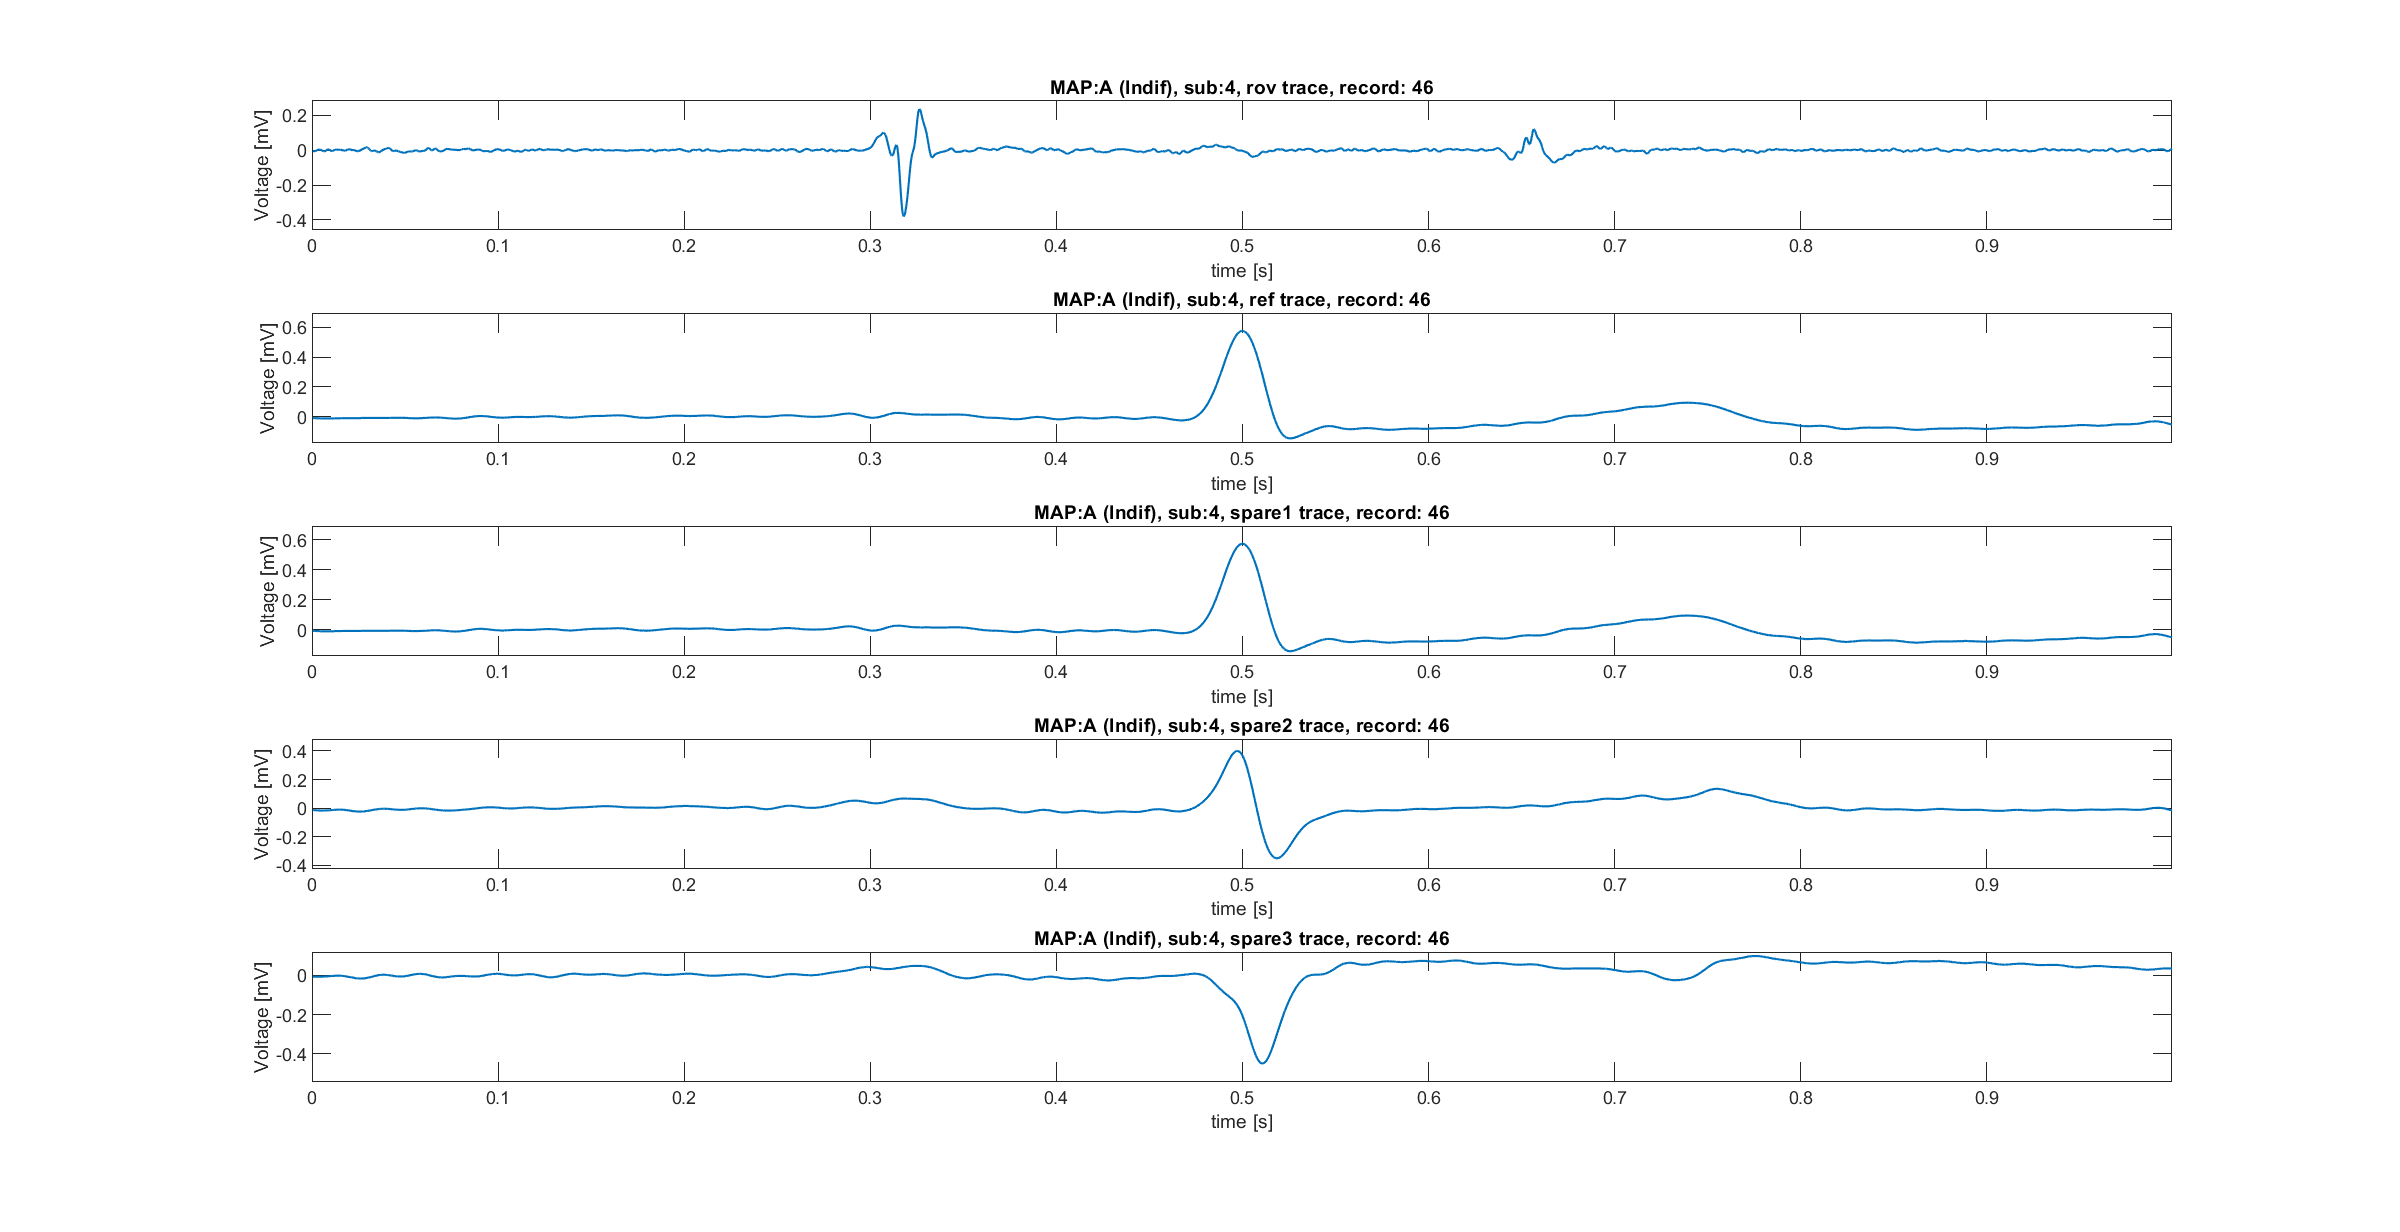 MAP:A (Indif), sub:4, rov trace, record: 46
Voltage [mV]
0.2
0
-0.2
-0.4
0 0.1 0.2 0.3 0.4 0.5 0.6 0.7 0.8 0.9
time [s]
MAP:A (Indif), sub:4, ref trace, record: 46
Voltage [mV]
0.6
0.4
0.2
0
0 0.1 0.2 0.3 0.4 0.5 0.6 0.7 0.8 0.9
time [s]
MAP:A (Indif), sub:4, spare1 trace, record: 46
Voltage [mV]
0.6
0.4
0.2
0
0 0.1 0.2 0.3 0.4 0.5 0.6 0.7 0.8 0.9
time [s]
MAP:A (Indif), sub:4, spare2 trace, record: 46
Voltage [mV]
0.4
0.2
0
-0.2
-0.4
0 0.1 0.2 0.3 0.4 0.5 0.6 0.7 0.8 0.9
time [s]
MAP:A (Indif), sub:4, spare3 trace, record: 46
Voltage [mV]
0
-0.2
-0.4
0 0.1 0.2 0.3 0.4 0.5 0.6 0.7 0.8 0.9
time [s]